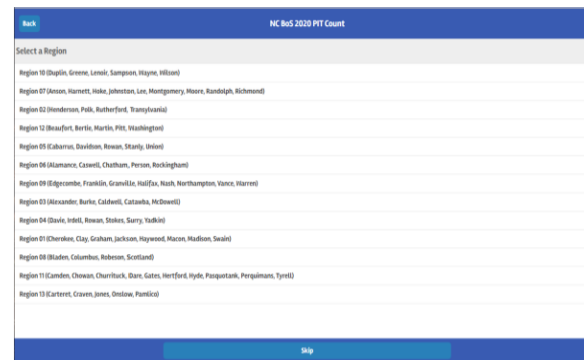 Back
NC BoS 2020 PIT Count
Select a Region
Region 10 (Duplin, Greene, Lenoir, Sampson, Wayne, Wilson)
Region 07 (Anson, Harnett, Hoke, Johnston, Lee, Montgomery, Moore, Randolph, Richmond)
Region 02 (Henderson, Polk, Rutherford, Transylvania)
Region 12 (Beaufort, Bertie, Martin, Pitt, Washington)
Region 05 (Cabarrus, Davidson, Rowan, Stanly, Union)
Region 06 (Alamance, Caswell, Chatham, Person, Rockingham)
Region 09 (Edgecombe, Franklin, Granville, Halifax, Nash, Northampton, Vance, Warren)
Region 03 (Alexander, Burke, Caldwell, Catawba, McDowell)
Region 04 (Davie, Iredell, Rowan, Stokes, Surry, Yadkin)
Region 01 (Cherokee, Clay, Graham, Jackson, Haywood, Macon, Madison, Swain)
Region 08 (Bladen, Columbus, Robeson, Scotland)
Region 11 (Camden, Chowan, Churrituck, Dare, Gates, Hertford, Hyde, Pasquotank, Perquimans, Tyrell)
Region 13 (Carteret, Craven, Jones, Onslow, Pamlico)
Skip